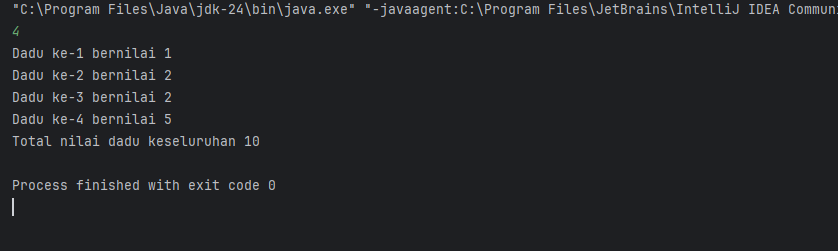 "C:\Program Files\Java\jdk-24\bin\java.exe" "-javaagent:C:\Program Files\JetBrains\IntelliJ IDEA Communi
4
Dadu ke-1 bernilai 1
Dadu ke-2 bernilai 2
Dadu ke-3 bernilai 2
Dadu ke-4 bernilai 5
Total nilai dadu keseluruhan 10
Process finished with exit code 0